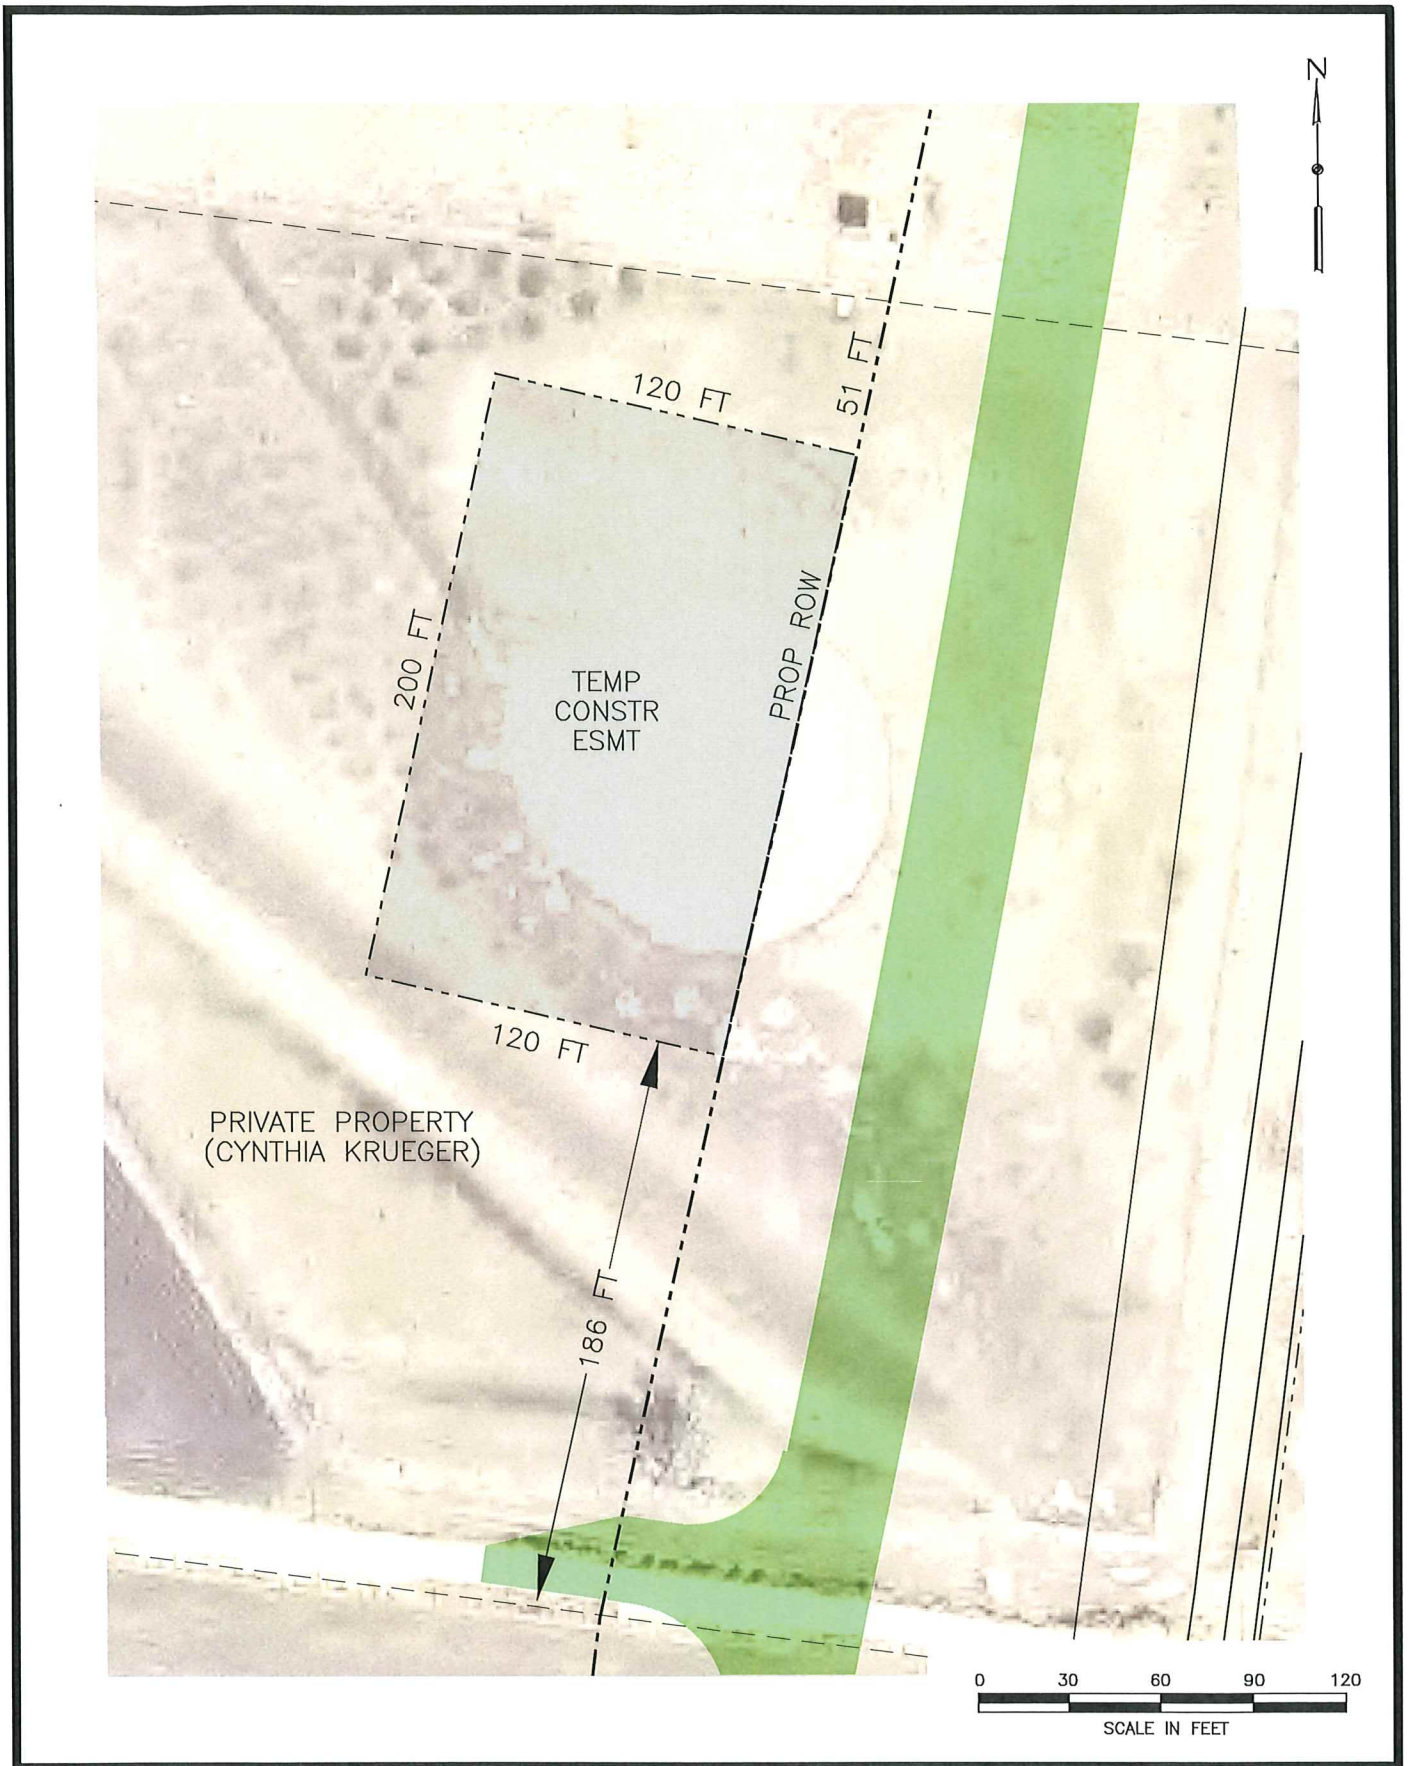 N
120 FT
51 FT
200 FT
PROP ROW
TEMP
CONSTR
ESMT
120 FT
PRIVATE PROPERTY
(CYNTHIA KRUEGER)
186 FT
0 30 60 90 120
SCALE IN FEET